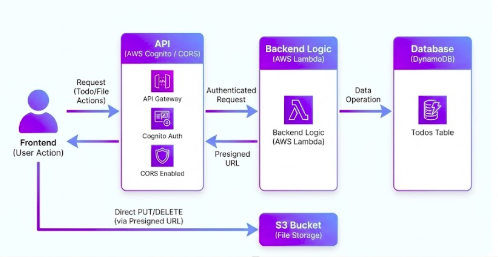 API
(AWS Cognito / CORS)
Backend Logic
(AWS Lambda)
Database
(DynamoDB)
Request
(Todo/File
Actions)
API Gateway
Authenticated
Request
Data
Operation
Frontend
(User Action)
Cognito Auth
Backend Logic
(AWS Lambda)
Todos Table
Presigned
URL
CORS Enabled
Direct PUT/DELETE
(via Presigned URL)
S3 Bucket
(File Storage)